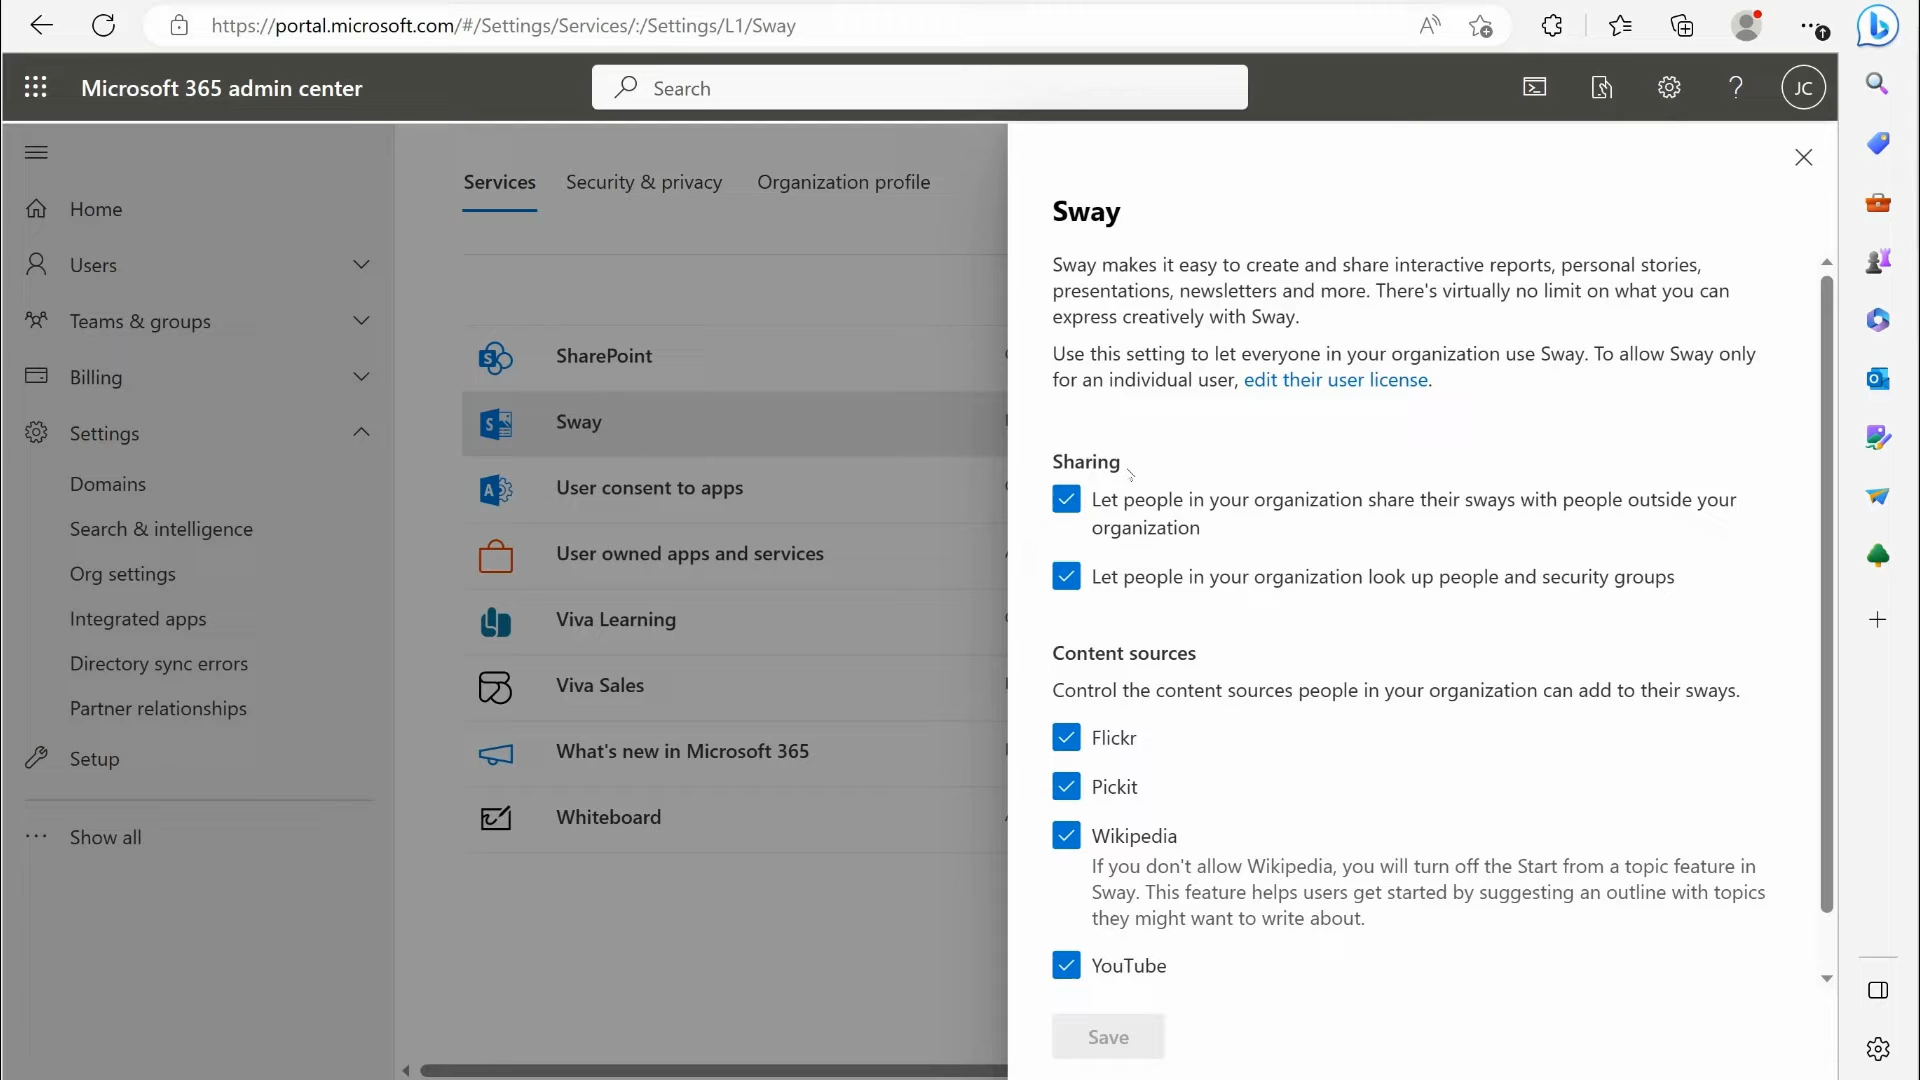 https://portal.microsoft.com/#/Settings/Services/:/Settings/L1/Sway
Microsoft 365 admin center
Search
JC
Home
Users
Teams & groups
Billing
Settings
Domains
Search & intelligence
Org settings
Integrated apps
Directory sync errors
Partner relationships
Setup
Show all
Services
Security & privacy
Organization profile
SharePoint
Sway
User consent to apps
User owned apps and services
Viva Learning
Viva Sales
What's new in Microsoft 365
Whiteboard
Sway
Sway makes it easy to create and share interactive reports, personal stories,
presentations, newsletters and more. There's virtually no limit on what you can
express creatively with Sway.
Use this setting to let everyone in your organization use Sway. To allow Sway only
for an individual user, edit their user license.
Sharing
Let people in your organization share their sways with people outside your
organization
Let people in your organization look up people and security groups
Content sources
Control the content sources people in your organization can add to their sways.
Flickr
Pickit
Wikipedia
If you don't allow Wikipedia, you will turn off the Start from a topic feature in
Sway. This feature helps users get started by suggesting an outline with topics
they might want to write about.
YouTube
Save